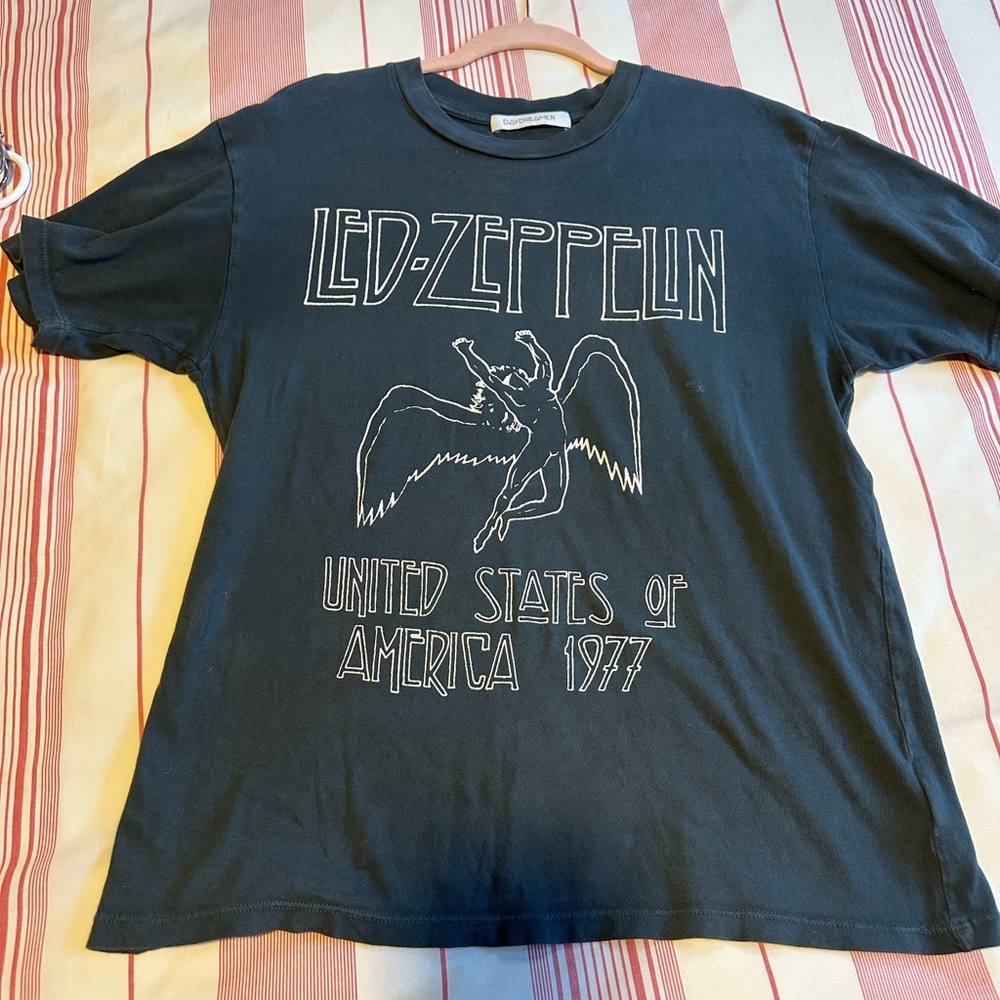 DAYDREAMER
LED-ZEPPELIN
UNITED STATES OF
AMERICA 1977